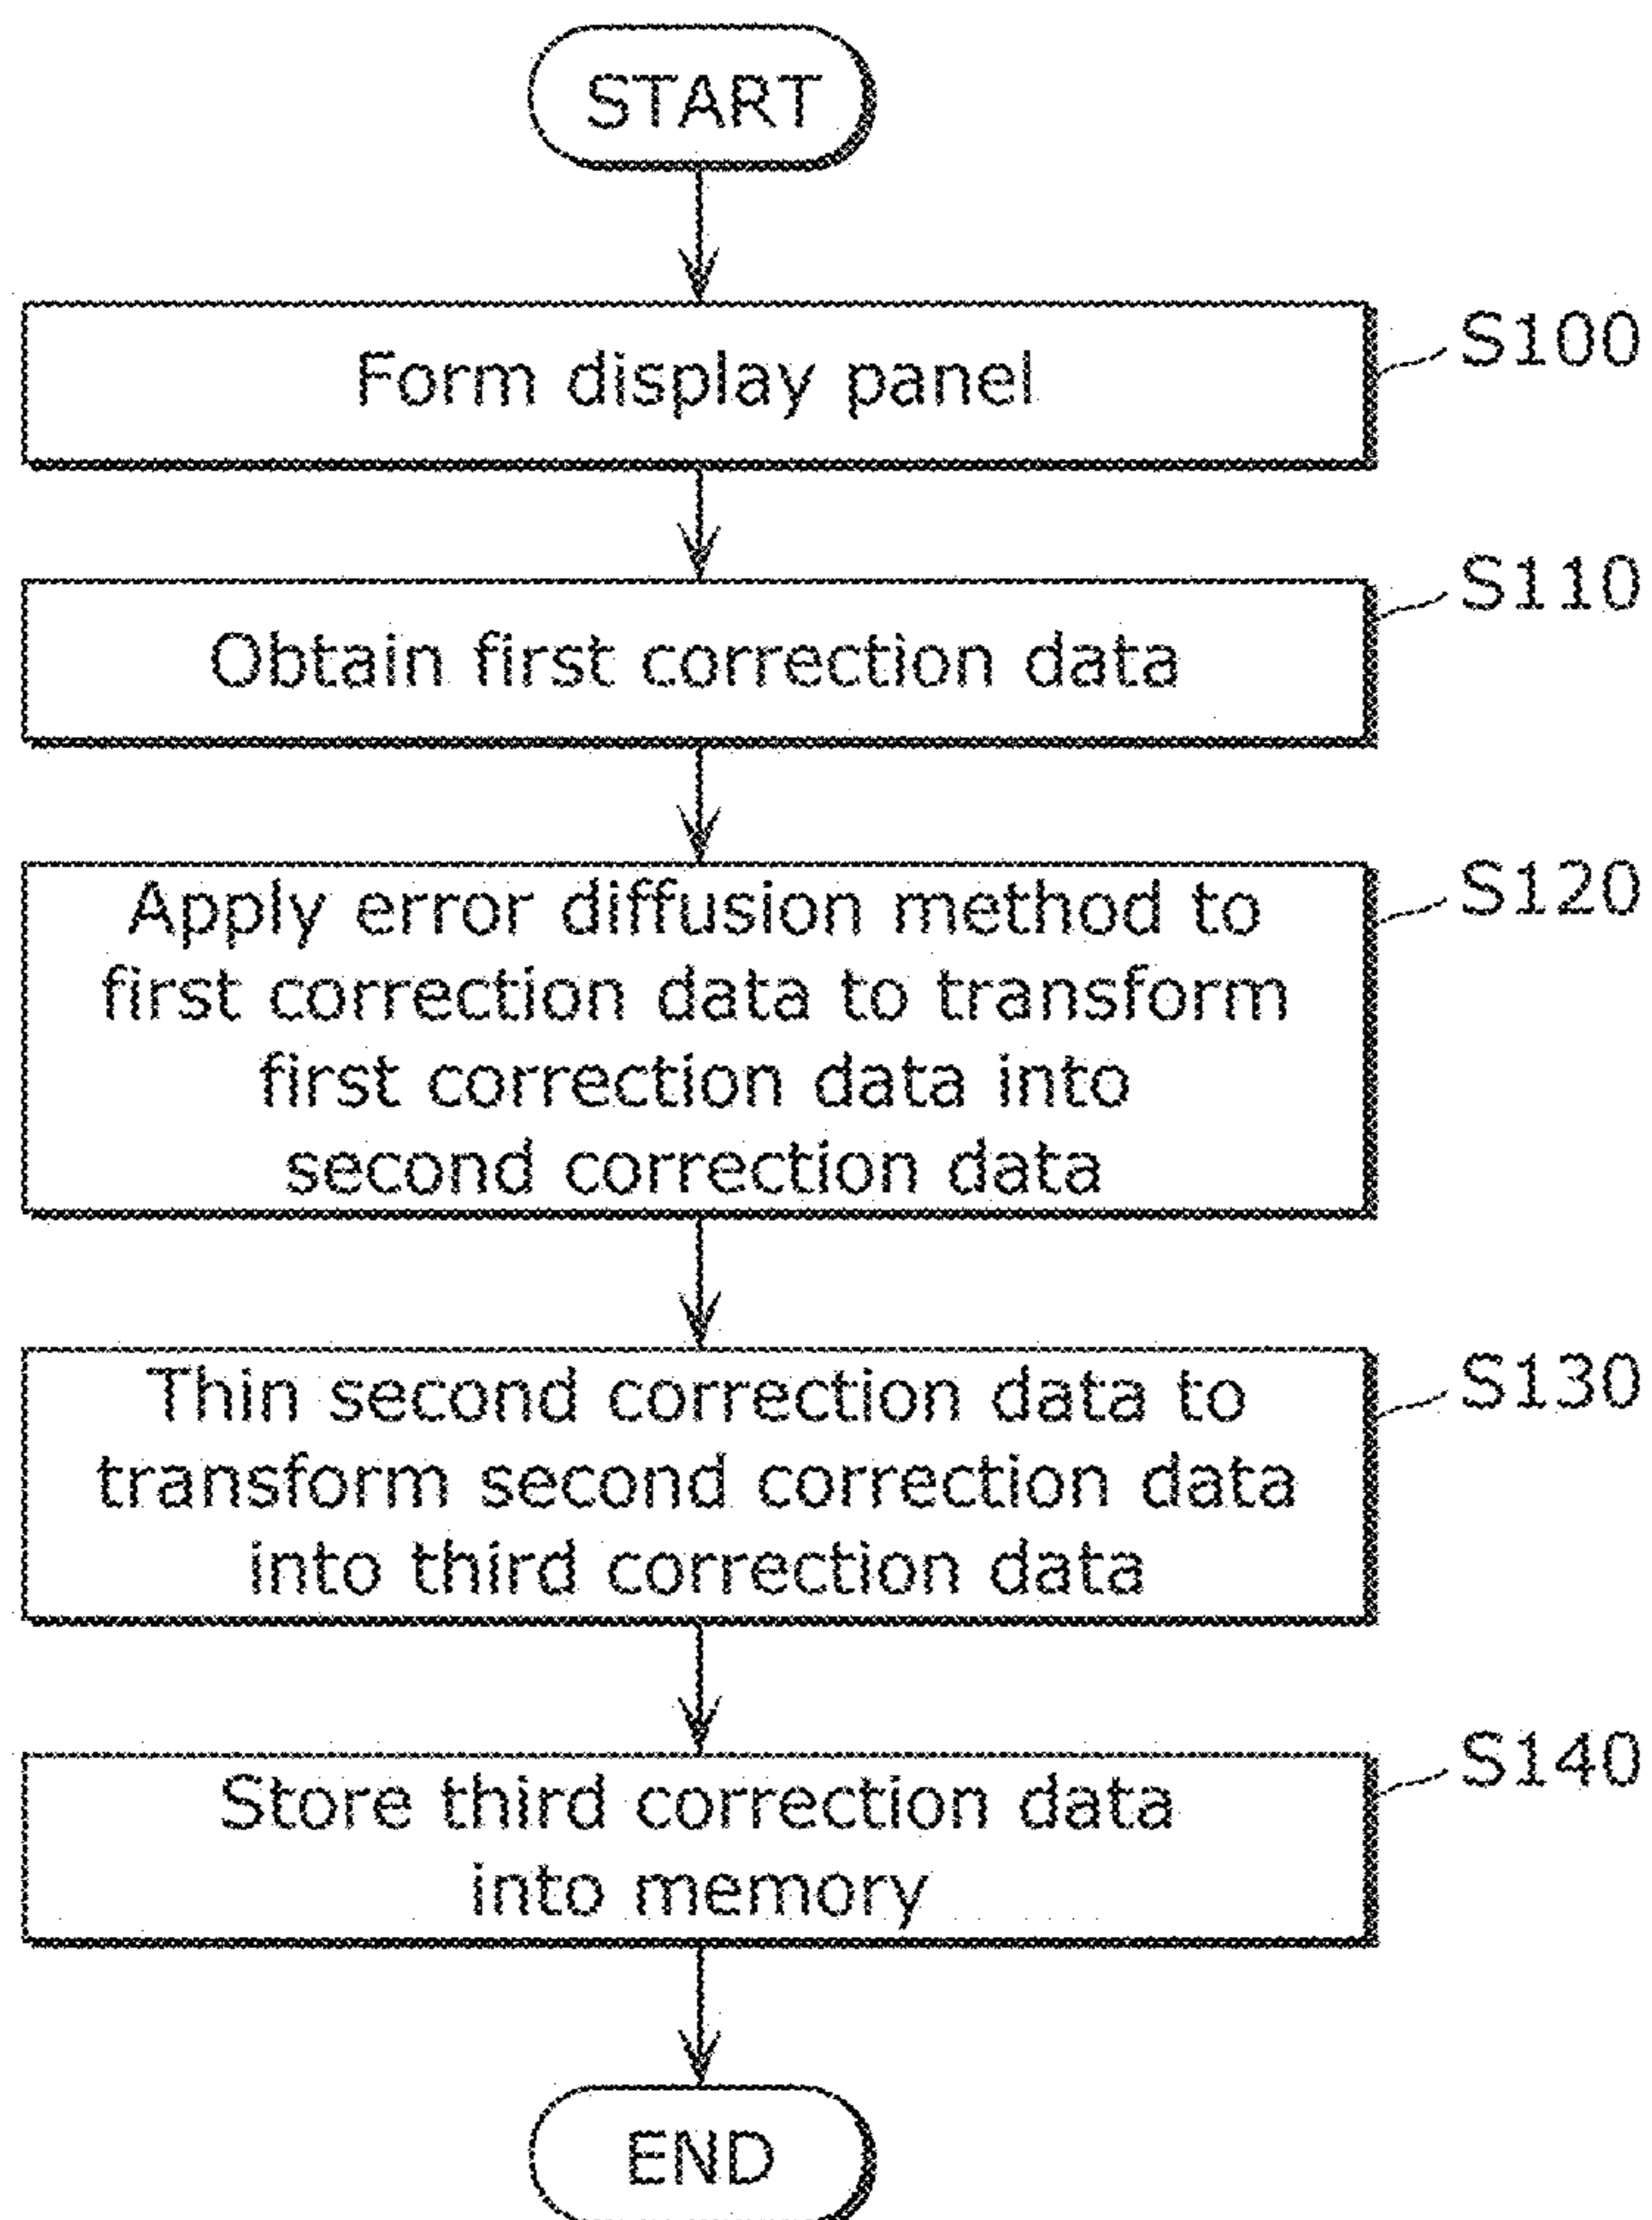 START
Form display panel
S100
Obtain first correction data
S110
Apply error diffusion method to
first correction data to transform
first correction data into
second correction data
S120
Thin second correction data to
transform second correction data
into third correction data
S130
Store third correction data
into memory
S140
END